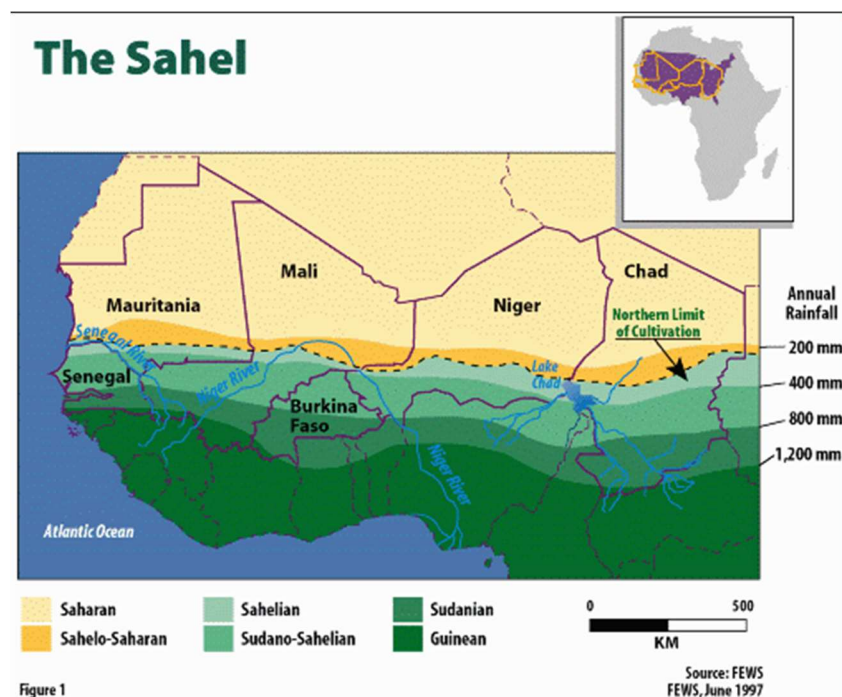 The Sahel
Mali
Chad
Mauritania
Niger
Annual
Rainfall
Northern Limit
of Cultivation
Senegal River
200 mm
Lake
Chad
Senegal
400 mm
Niger River
Burkina
Faso
800 mm
Niger River
1,200 mm
Atlantic Ocean
Saharan
Sahelian
Sudanian
0
500
Sahelo-Saharan
Sudano-Sahelian
Guinean
KM
Source: FEWS
Figure 1
FEWS, June 1997